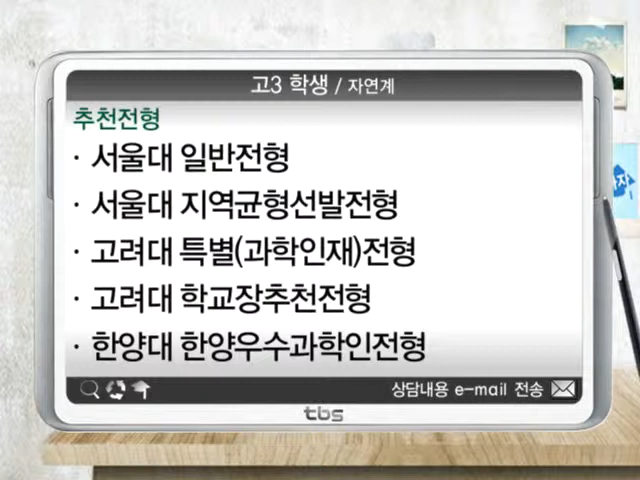 고3 학생 / 자연계
추천전형
· 서울대 일반전형
· 서울대 지역균형선발전형
· 고려대 특별(과학인재)전형
· 고려대 학교장추천전형
· 한양대 한양우수과학인전형
상담내용 e-mail 전송
tbs